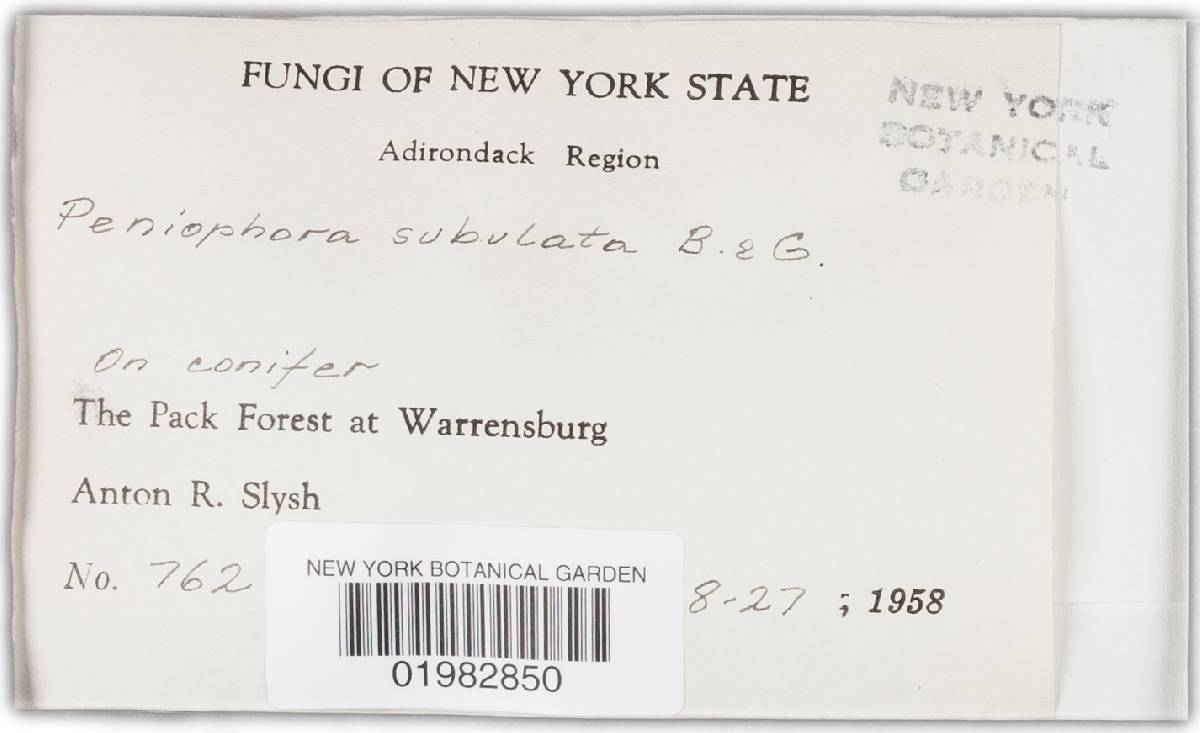 FUNGI OF NEW YORK STATE
NEW YORK
BOTANICAL
GARDEN
Adirondack Region
Peniophora subulata B. & G.
On conifer
The Pack Forest at Warrensburg
Anton R. Slysh
No. 762
8-27 ; 1958
NEW YORK BOTANICAL GARDEN
01982850